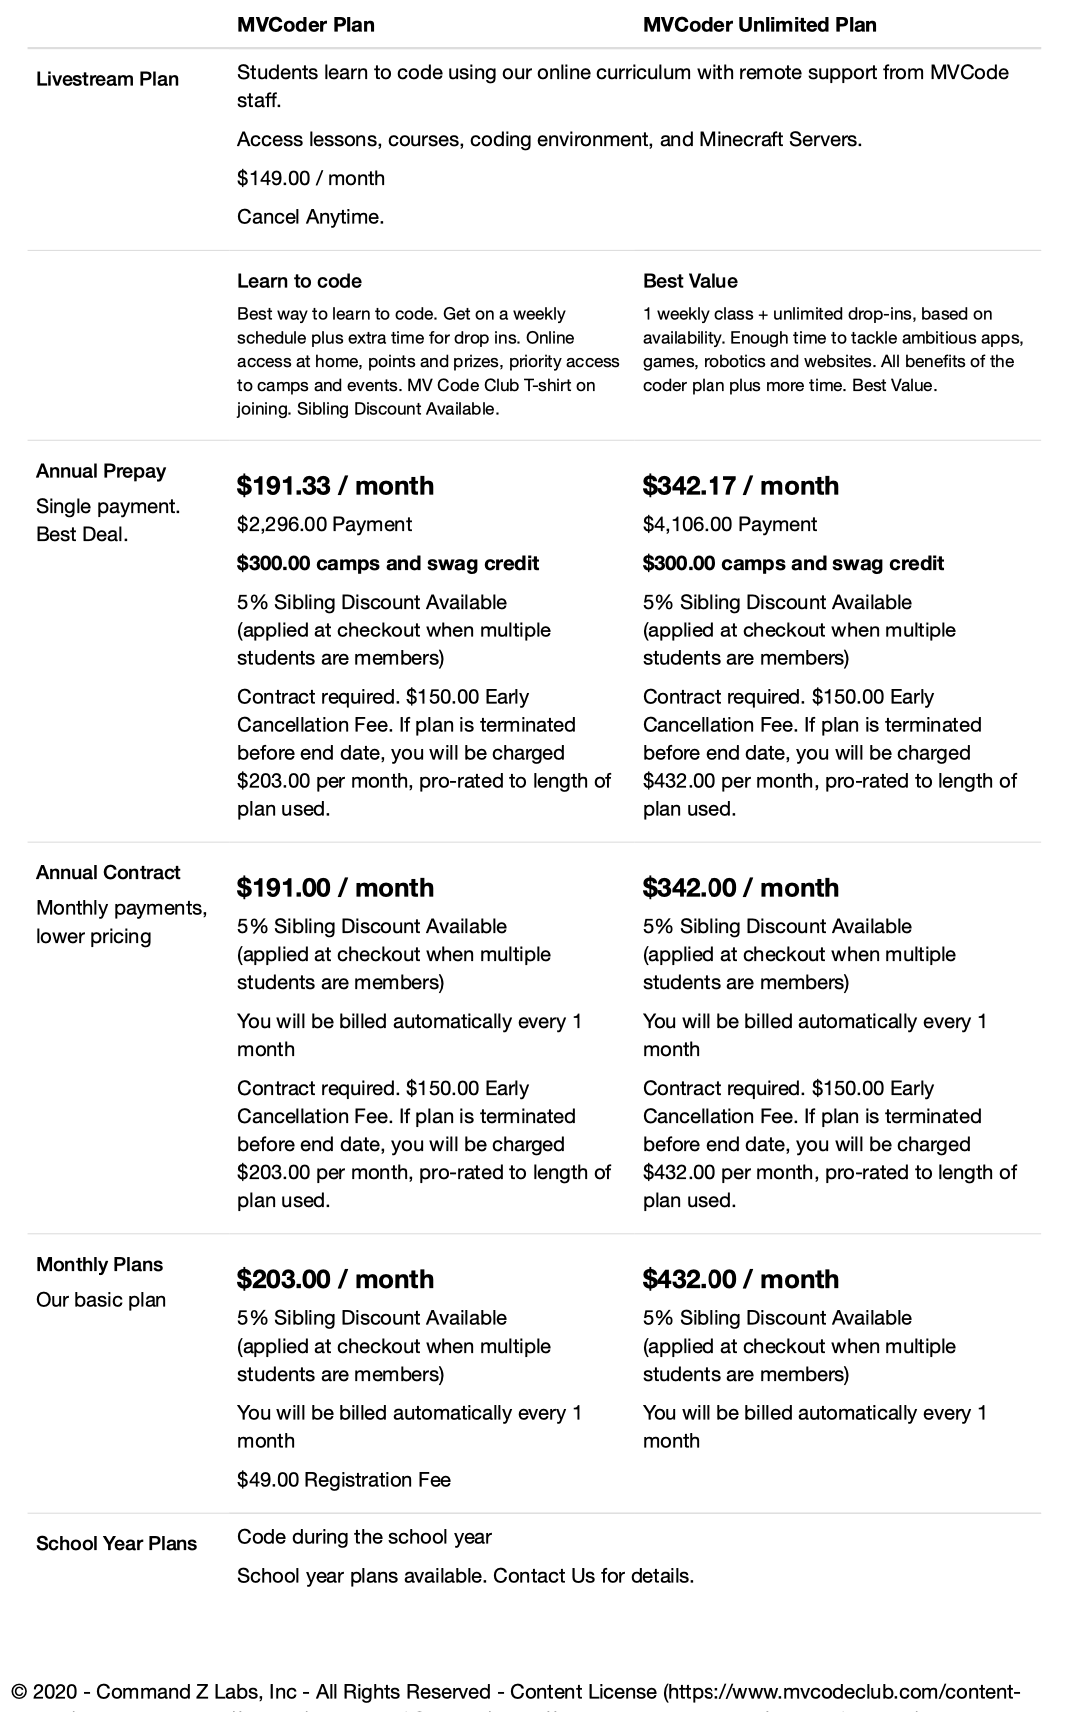 MVCoder Plan
MVCoder Unlimited Plan
Livestream Plan
Students learn to code using our online curriculum with remote support from MVCode
staff.
Access lessons, courses, coding environment, and Minecraft Servers.
$149.00 / month
Cancel Anytime.
Learn to code
Best way to learn to code. Get on a weekly
schedule plus extra time for drop ins. Online
access at home, points and prizes, priority access
to camps and events. MV Code Club T-shirt on
joining. Sibling Discount Available.
Best Value
1 weekly class + unlimited drop-ins, based on
availability. Enough time to tackle ambitious apps,
games, robotics and websites. All benefits of the
coder plan plus more time. Best Value.
Annual Prepay
Single payment.
Best Deal.
$191.33 / month
$2,296.00 Payment
$300.00 camps and swag credit
5% Sibling Discount Available
(applied at checkout when multiple
students are members)
Contract required. $150.00 Early
Cancellation Fee. If plan is terminated
before end date, you will be charged
$203.00 per month, pro-rated to length of
plan used.
$342.17 / month
$4,106.00 Payment
$300.00 camps and swag credit
5% Sibling Discount Available
(applied at checkout when multiple
students are members)
Contract required. $150.00 Early
Cancellation Fee. If plan is terminated
before end date, you will be charged
$432.00 per month, pro-rated to length of
plan used.
Annual Contract
Monthly payments,
lower pricing
$191.00 / month
5% Sibling Discount Available
(applied at checkout when multiple
students are members)
You will be billed automatically every 1
month
Contract required. $150.00 Early
Cancellation Fee. If plan is terminated
before end date, you will be charged
$203.00 per month, pro-rated to length of
plan used.
$342.00 / month
5% Sibling Discount Available
(applied at checkout when multiple
students are members)
You will be billed automatically every 1
month
Contract required. $150.00 Early
Cancellation Fee. If plan is terminated
before end date, you will be charged
$432.00 per month, pro-rated to length of
plan used.
Monthly Plans
Our basic plan
$203.00 / month
5% Sibling Discount Available
(applied at checkout when multiple
students are members)
You will be billed automatically every 1
month
$49.00 Registration Fee
$432.00 / month
5% Sibling Discount Available
(applied at checkout when multiple
students are members)
You will be billed automatically every 1
month
School Year Plans
Code during the school year
School year plans available. Contact Us for details.
© 2020 - Command Z Labs, Inc - All Rights Reserved - Content License (https://www.mvcodeclub.com/content-